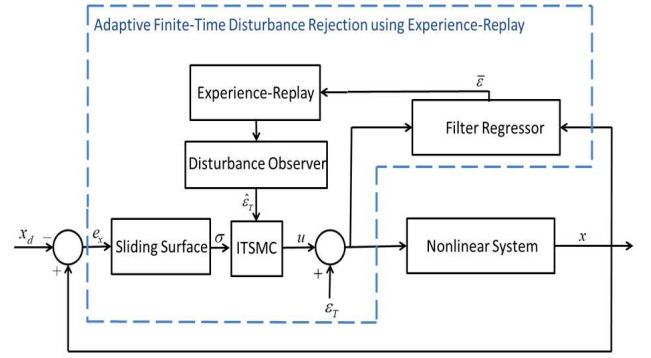 Adaptive Finite-Time Disturbance Rejection using Experience-Replay
ε̅
Experience-Replay
Filter Regressor
Disturbance Observer
ε̂_T
x_d − e_x Sliding Surface σ ITSMC u Nonlinear System x
+ +
ε_T